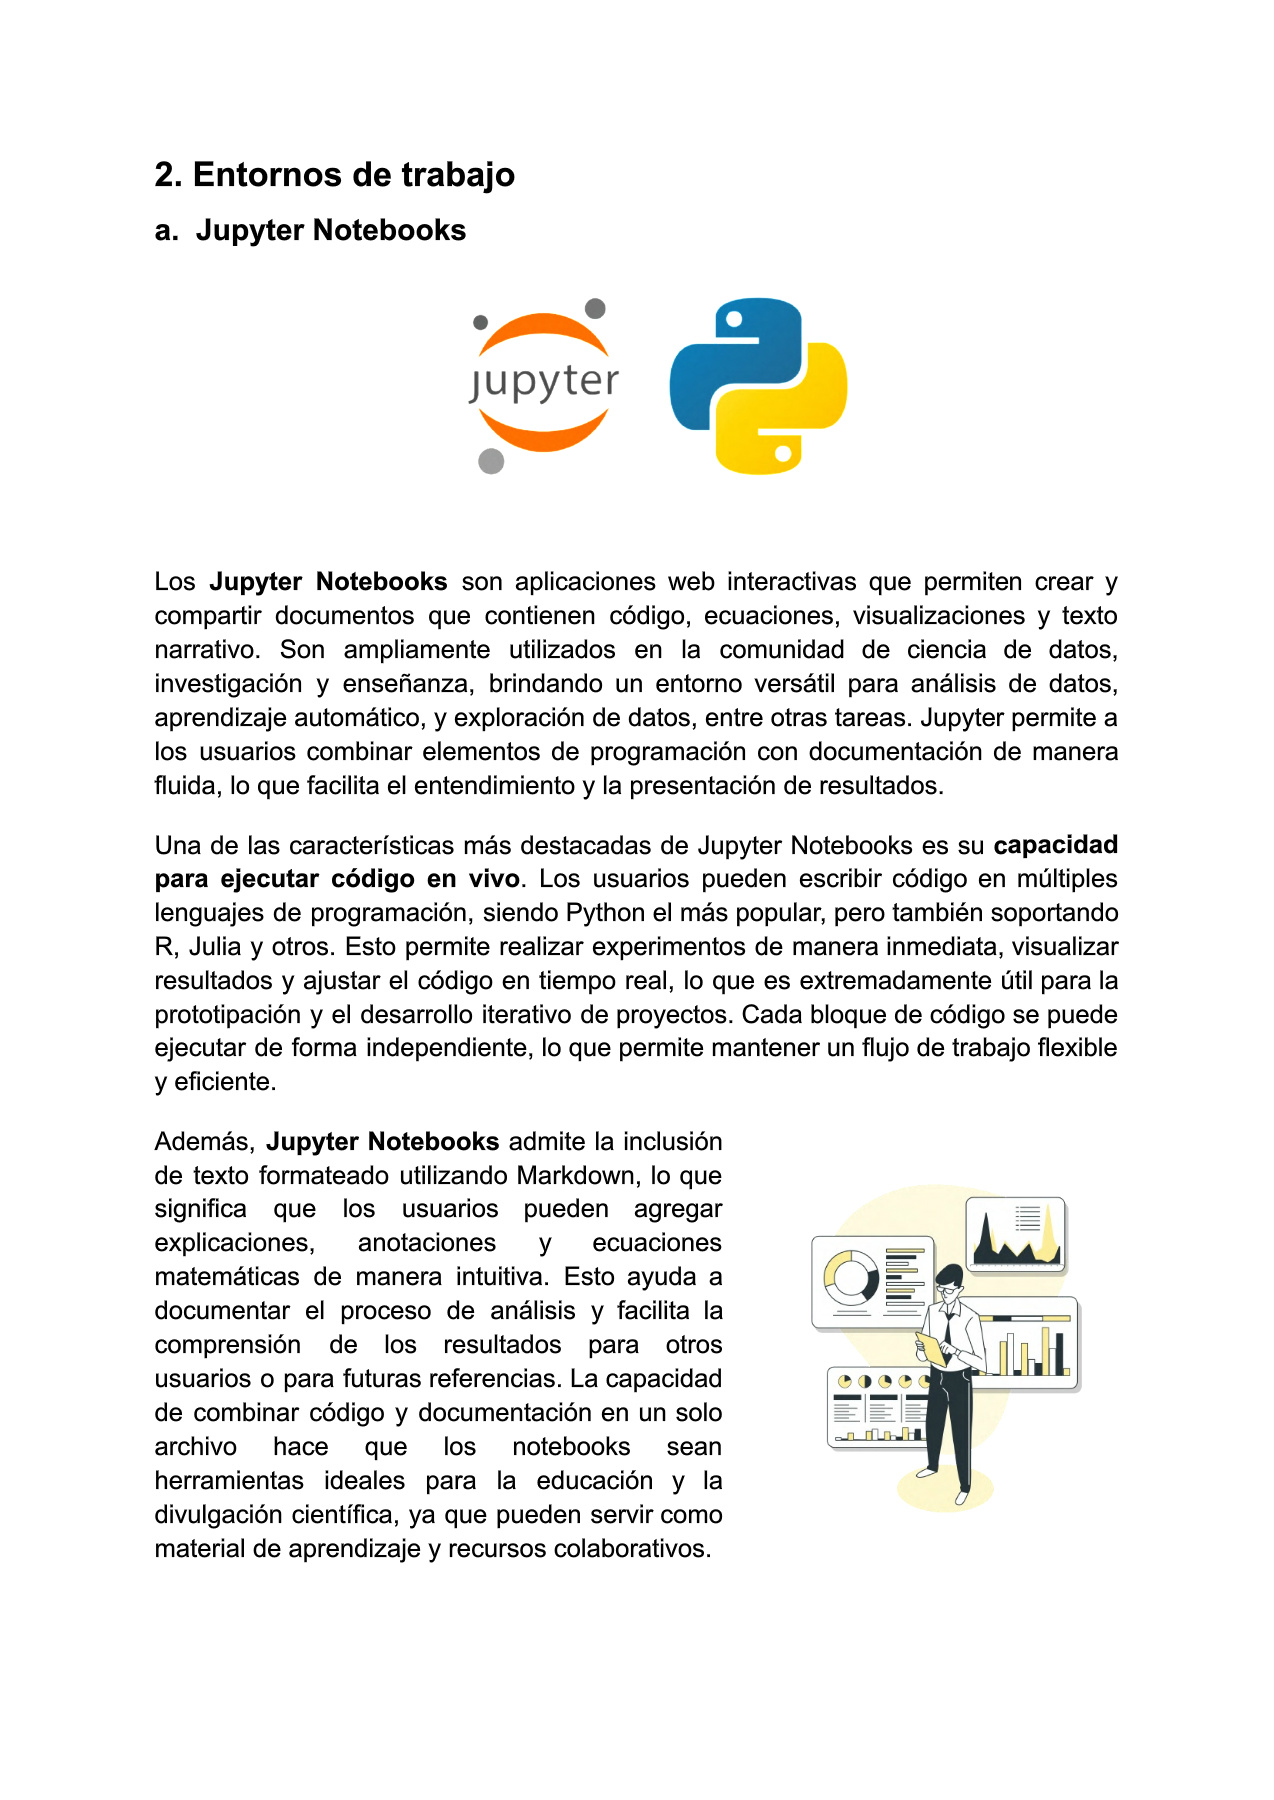 2. Entornos de trabajo
a. Jupyter Notebooks
jupyter
Los Jupyter Notebooks son aplicaciones web interactivas que permiten crear y
compartir documentos que contienen código, ecuaciones, visualizaciones y texto
narrativo. Son ampliamente utilizados en la comunidad de ciencia de datos,
investigación y enseñanza, brindando un entorno versátil para análisis de datos,
aprendizaje automático, y exploración de datos, entre otras tareas. Jupyter permite a
los usuarios combinar elementos de programación con documentación de manera
fluida, lo que facilita el entendimiento y la presentación de resultados.
Una de las características más destacadas de Jupyter Notebooks es su capacidad
para ejecutar código en vivo. Los usuarios pueden escribir código en múltiples
lenguajes de programación, siendo Python el más popular, pero también soportando
R, Julia y otros. Esto permite realizar experimentos de manera inmediata, visualizar
resultados y ajustar el código en tiempo real, lo que es extremadamente útil para la
prototipación y el desarrollo iterativo de proyectos. Cada bloque de código se puede
ejecutar de forma independiente, lo que permite mantener un flujo de trabajo flexible
y eficiente.
Además, Jupyter Notebooks admite la inclusión
de texto formateado utilizando Markdown, lo que
significa que los usuarios pueden agregar
explicaciones, anotaciones y ecuaciones
matemáticas de manera intuitiva. Esto ayuda a
documentar el proceso de análisis y facilita la
comprensión de los resultados para otros
usuarios o para futuras referencias. La capacidad
de combinar código y documentación en un solo
archivo hace que los notebooks sean
herramientas ideales para la educación y la
divulgación científica, ya que pueden servir como
material de aprendizaje y recursos colaborativos.